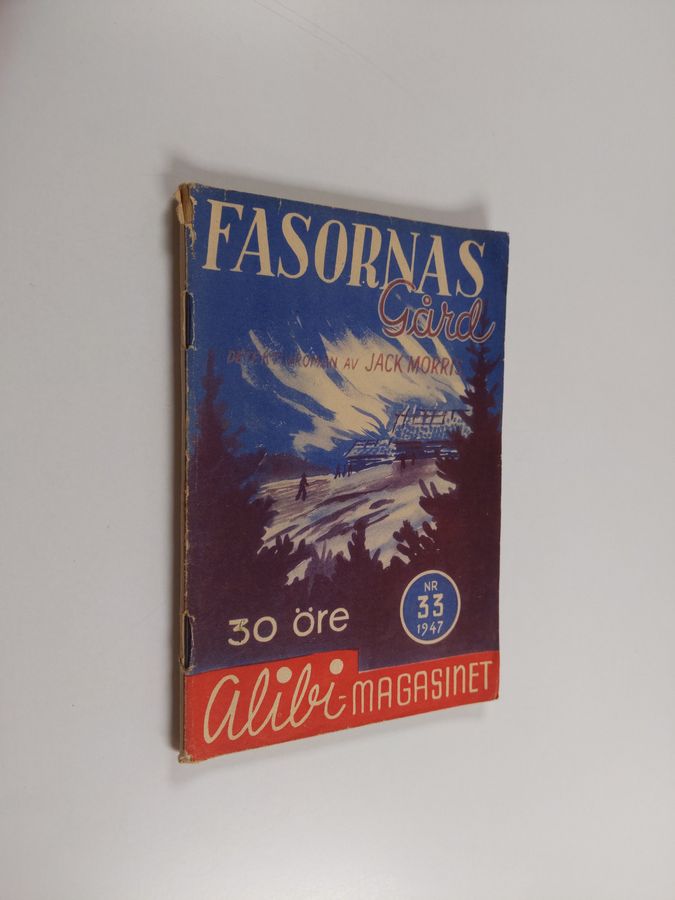 FASORNAS
Gård
DETEKTIVROMAN AV JACK MORRIS
NR
33
1947
30 öre
alibi-MAGASINET